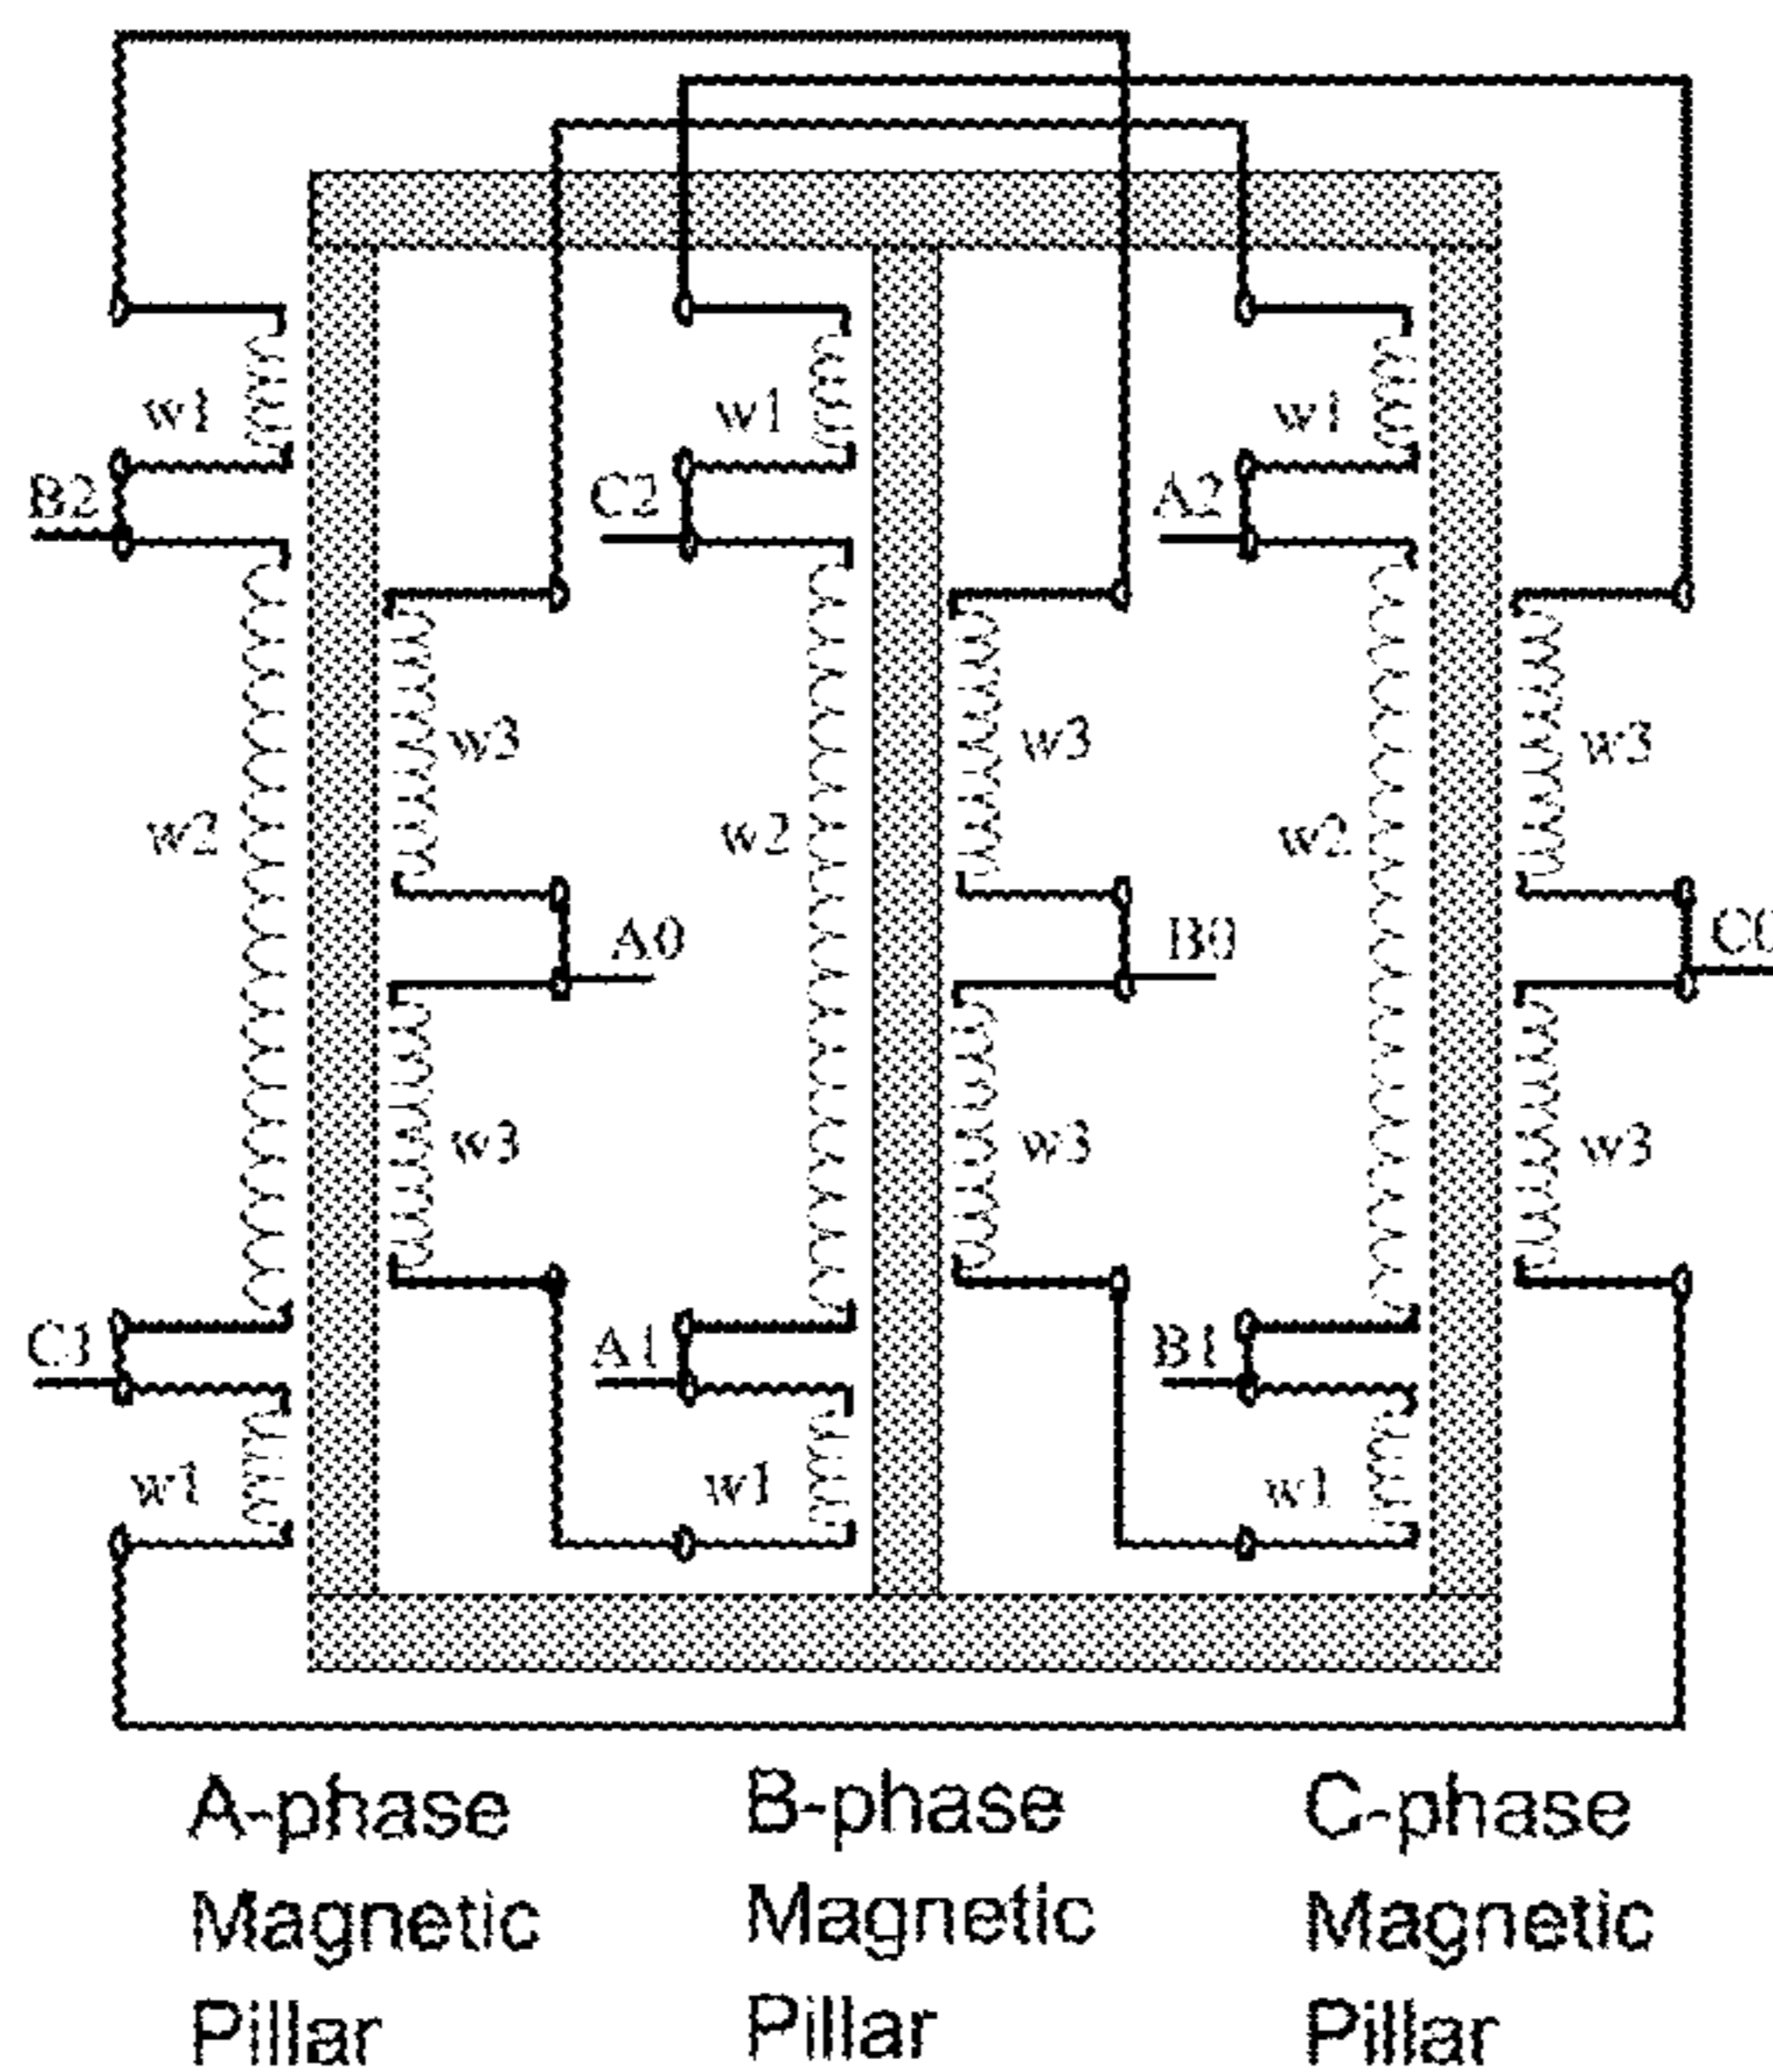 w1 w1 w1
B2 C2 A2
w3 w3 w3
w2 w2 w2
A0 B0 C0
w3 w3 w3
C1 A1 B1
w1 w1 w1
A-phase B-phase C-phase
Magnetic Magnetic Magnetic
Pillar Pillar Pillar